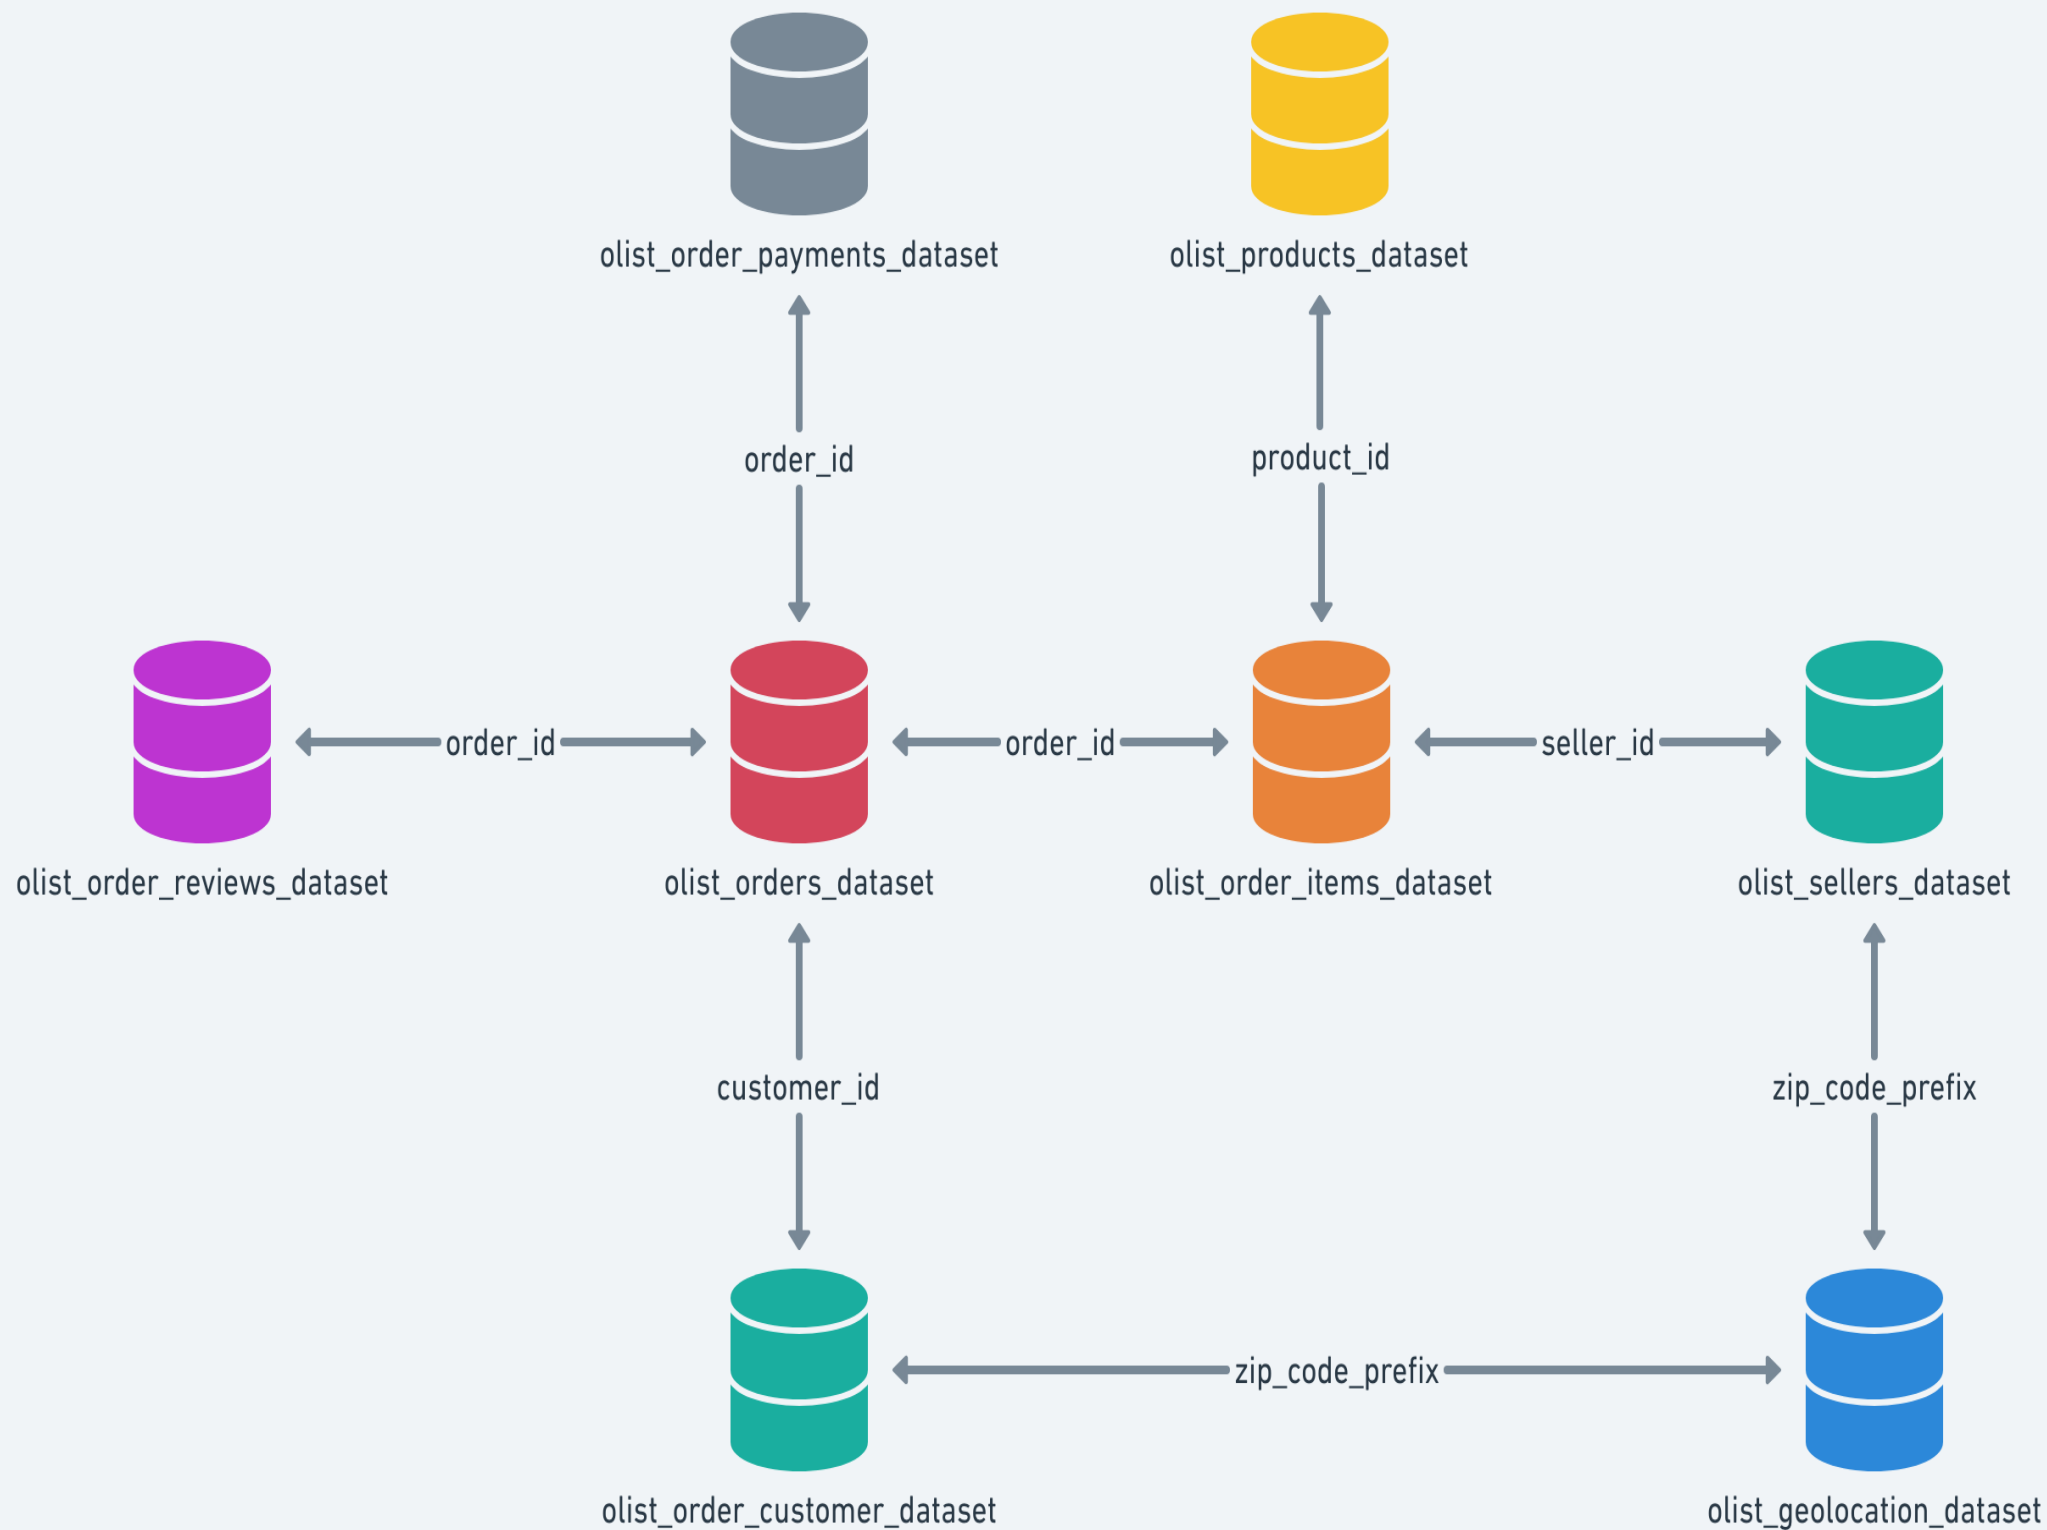 olist_order_payments_dataset
olist_products_dataset
order_id
product_id
order_id
order_id
seller_id
olist_order_reviews_dataset
olist_orders_dataset
olist_order_items_dataset
olist_sellers_dataset
customer_id
zip_code_prefix
zip_code_prefix
olist_order_customer_dataset
olist_geolocation_dataset